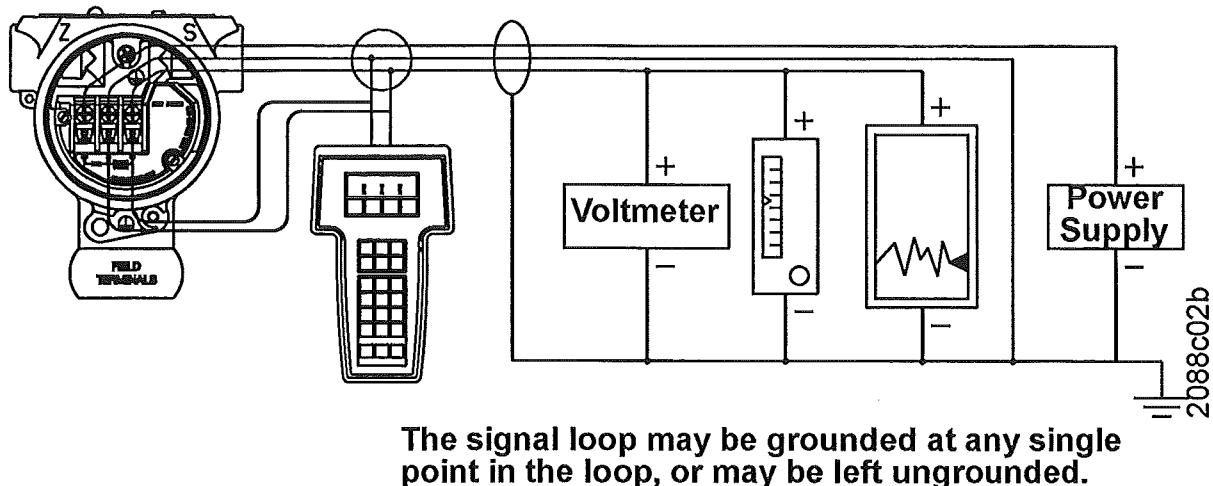 Z S
FIELD
TERMINALS
+
Voltmeter
−
+
−
+
−
+
Power
Supply
−
2088c02b
The signal loop may be grounded at any single
point in the loop, or may be left ungrounded.